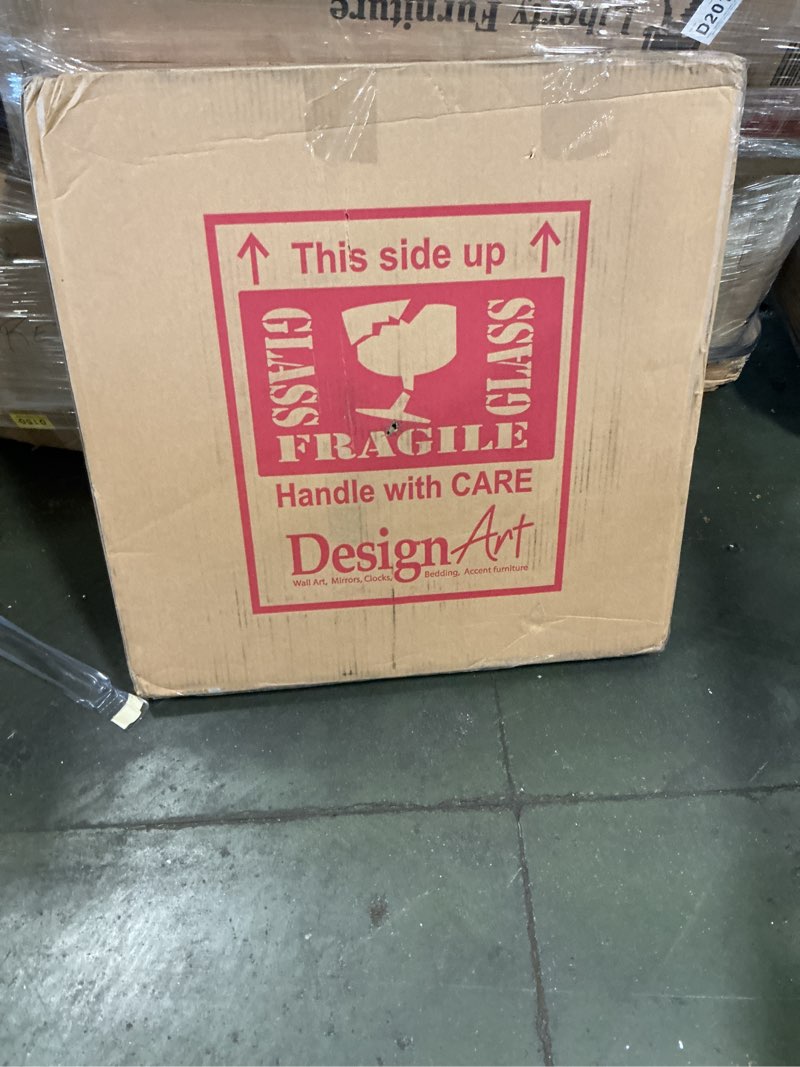 Liberty Furniture
D20
This side up
GLASS
GLASS
FRAGILE
Handle with CARE
DesignArt
Wall Art, Mirrors, Clocks, Bedding, Accent furniture